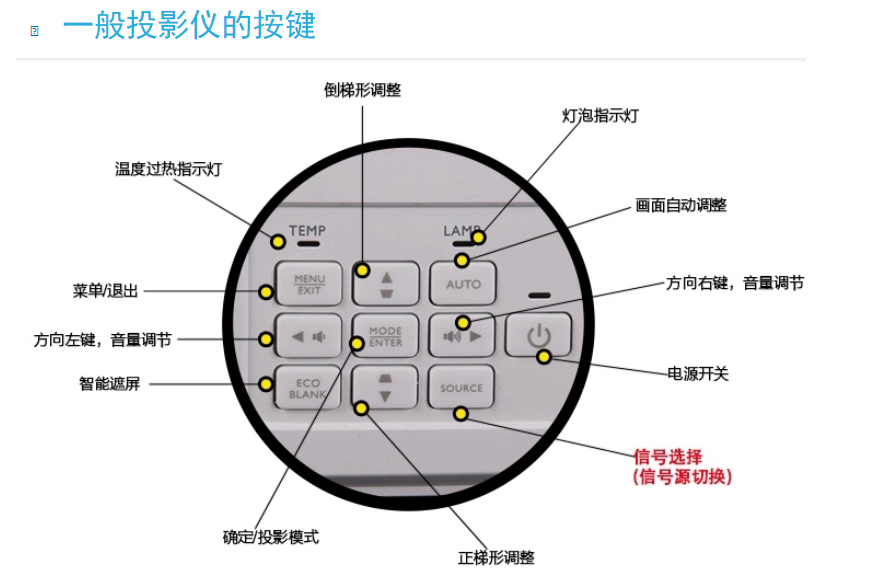 一般投影仪的按键
倒梯形调整
灯泡指示灯
温度过热指示灯
画面自动调整
TEMP
LAMP
菜单/退出
MENU
EXIT
AUTO
方向右键，音量调节
方向左键，音量调节
MODE
ENTER
智能遮屏
ECO
BLANK
SOURCE
电源开关
信号选择
(信号源切换)
确定/投影模式
正梯形调整